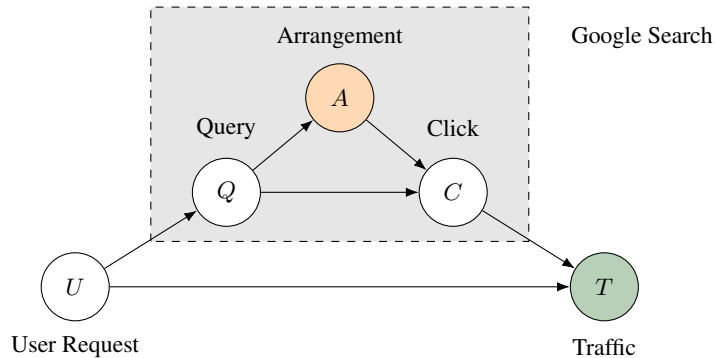 Arrangement
Google Search
A
Query
Click
Q
C
U
T
User Request
Traffic